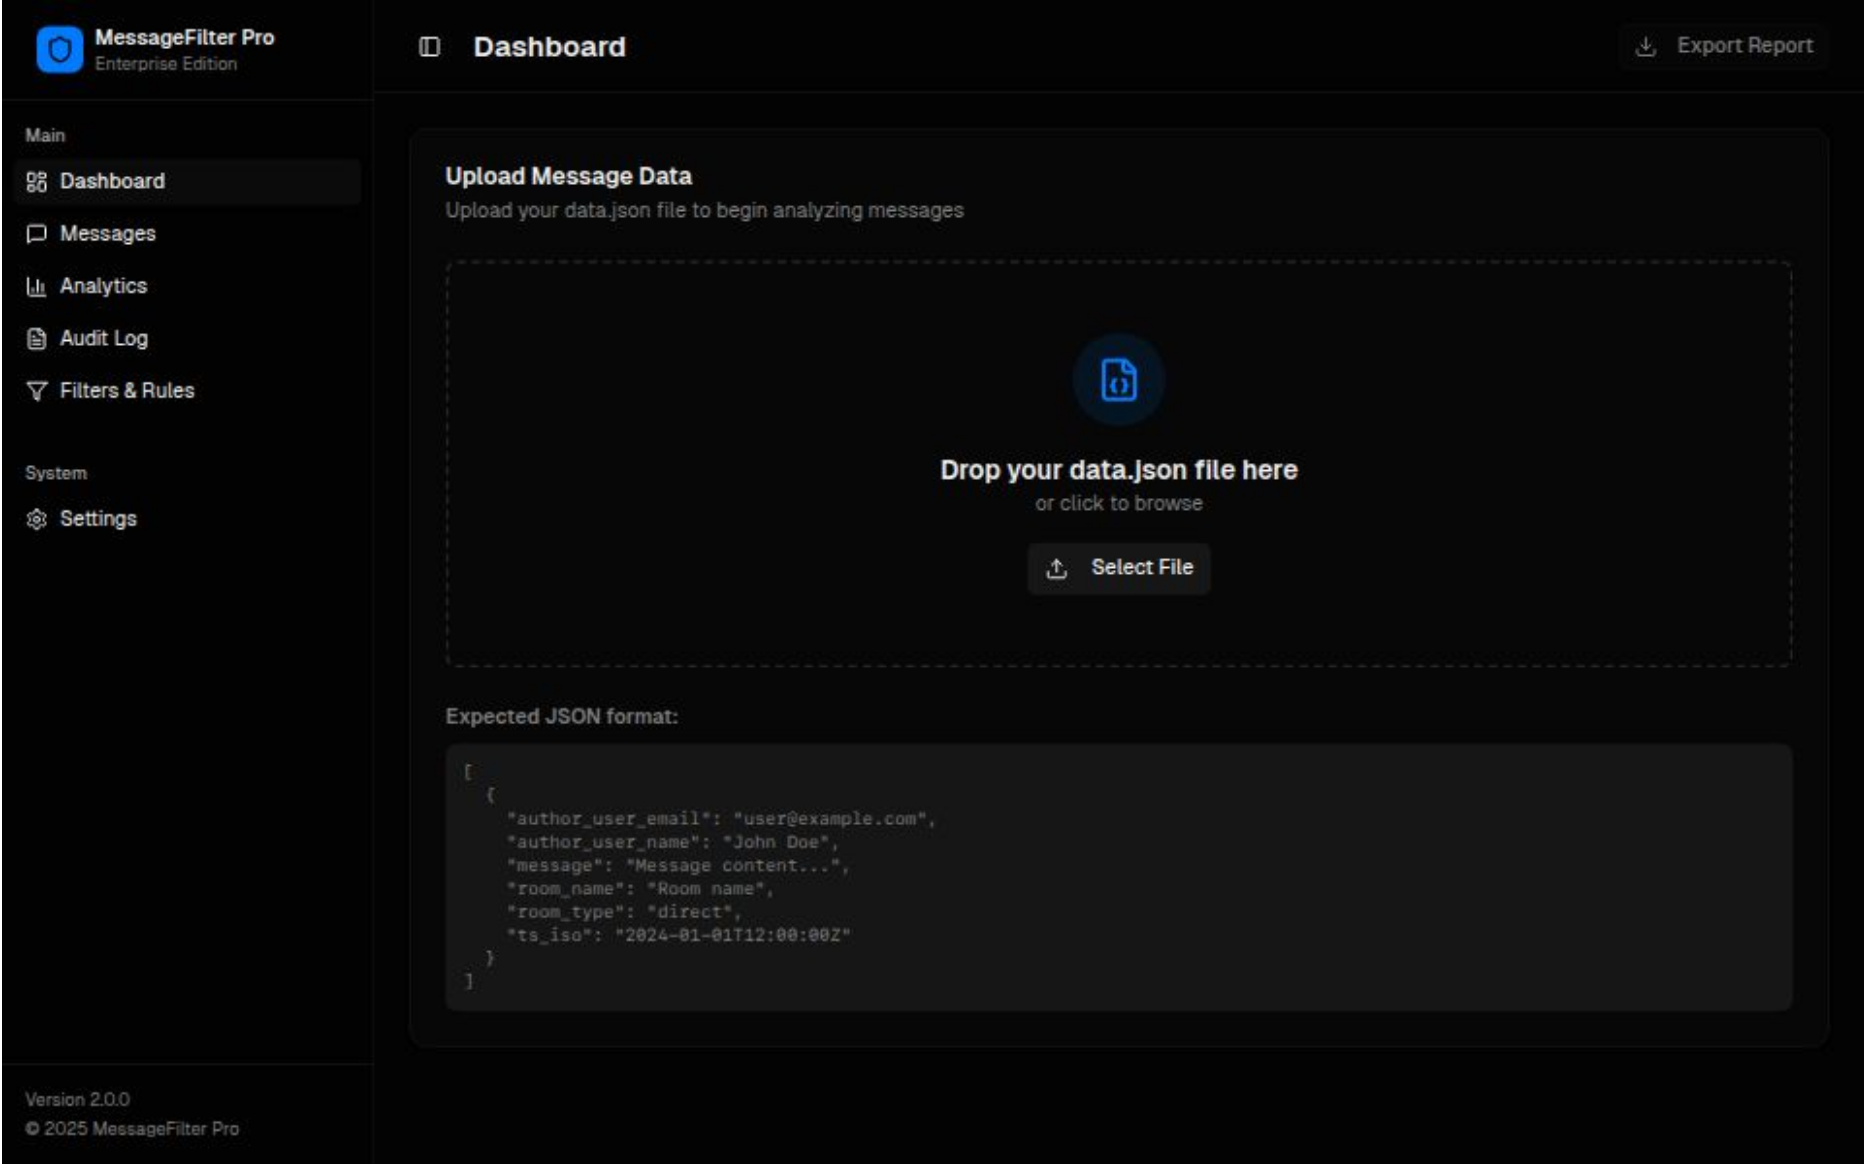 MessageFilter Pro
Enterprise Edition
Main
Dashboard
Messages
Analytics
Audit Log
Filters & Rules
System
Settings
Version 2.0.0
© 2025 MessageFilter Pro
Dashboard
Export Report
Upload Message Data
Upload your data.json file to begin analyzing messages
Drop your data.json file here
or click to browse
Select File
Expected JSON format:
[
  {
    "author_user_email": "user@example.com",
    "author_user_name": "John Doe",
    "message": "Message content...",
    "room_name": "Room name",
    "room_type": "direct",
    "ts_iso": "2024-01-01T12:00:00Z"
  }
]